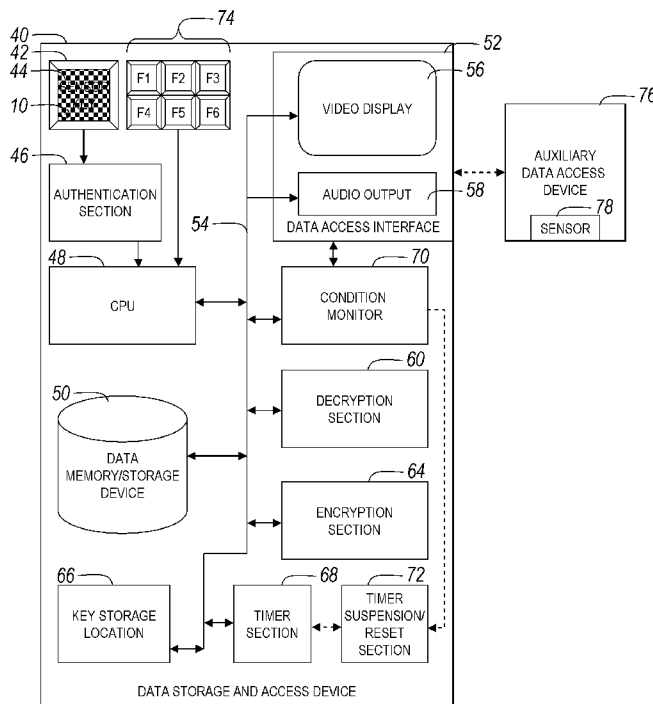 74
40
52
42
44
SENSOR
KEY
10
F1 F2 F3
F4 F5 F6
56
VIDEO DISPLAY
76
AUXILIARY
DATA ACCESS
DEVICE
46
AUTHENTICATION
SECTION
54
AUDIO OUTPUT
58
DATA ACCESS INTERFACE
78
SENSOR
48
CPU
70
CONDITION
MONITOR
60
DECRYPTION
SECTION
50
DATA
MEMORY/STORAGE
DEVICE
64
ENCRYPTION
SECTION
66
KEY STORAGE
LOCATION
68
TIMER
SECTION
72
TIMER
SUSPENSION/
RESET
SECTION
DATA STORAGE AND ACCESS DEVICE